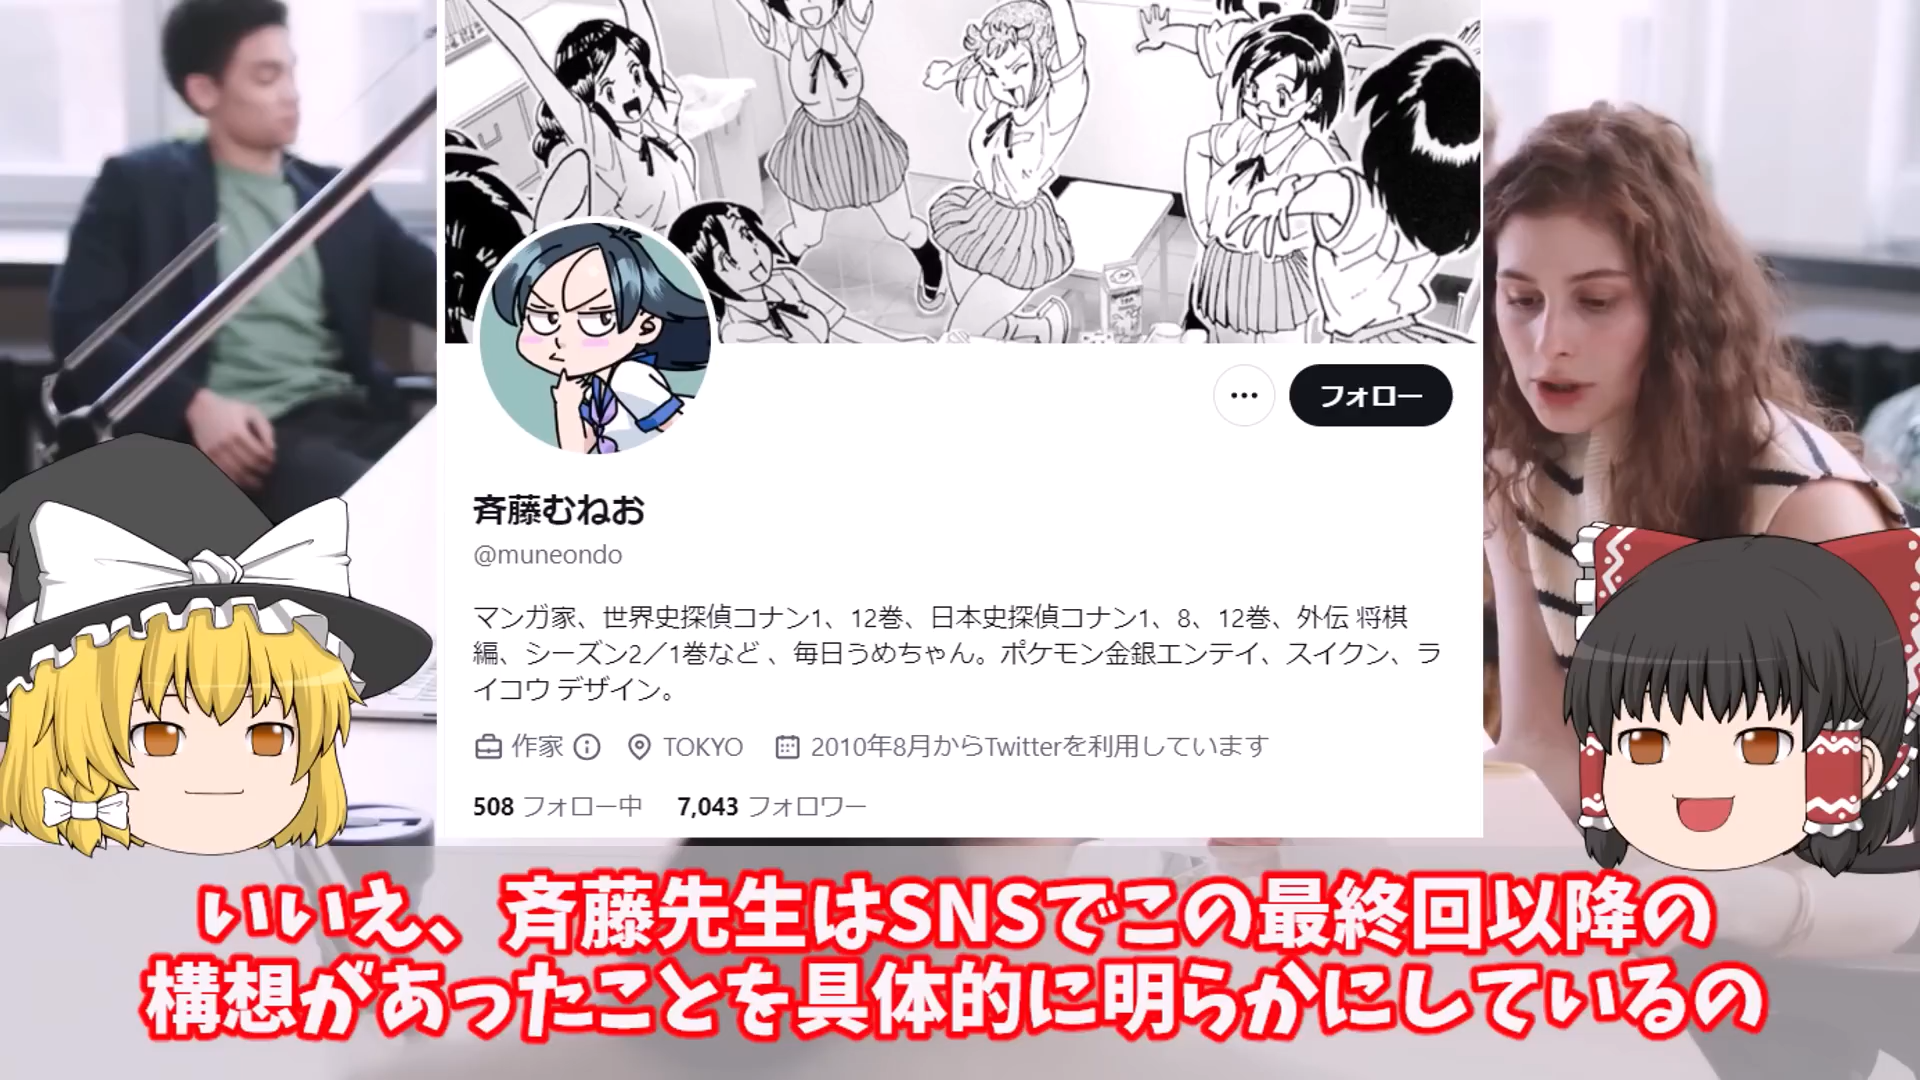 フォロー
斉藤むねお
@muneondo
マンガ家、世界史探偵コナン1、12巻、日本史探偵コナン1、8、12巻、外伝 将棋
編、シーズン2／1巻など 、毎日うめちゃん。ポケモン金銀エンテイ、スイクン、ラ
イコウ デザイン。
作家 TOKYO 2010年8月からTwitterを利用しています
508 フォロー中 7,043 フォロワー
いいえ、斉藤先生はSNSでこの最終回以降の
構想があったことを具体的に明らかにしているの